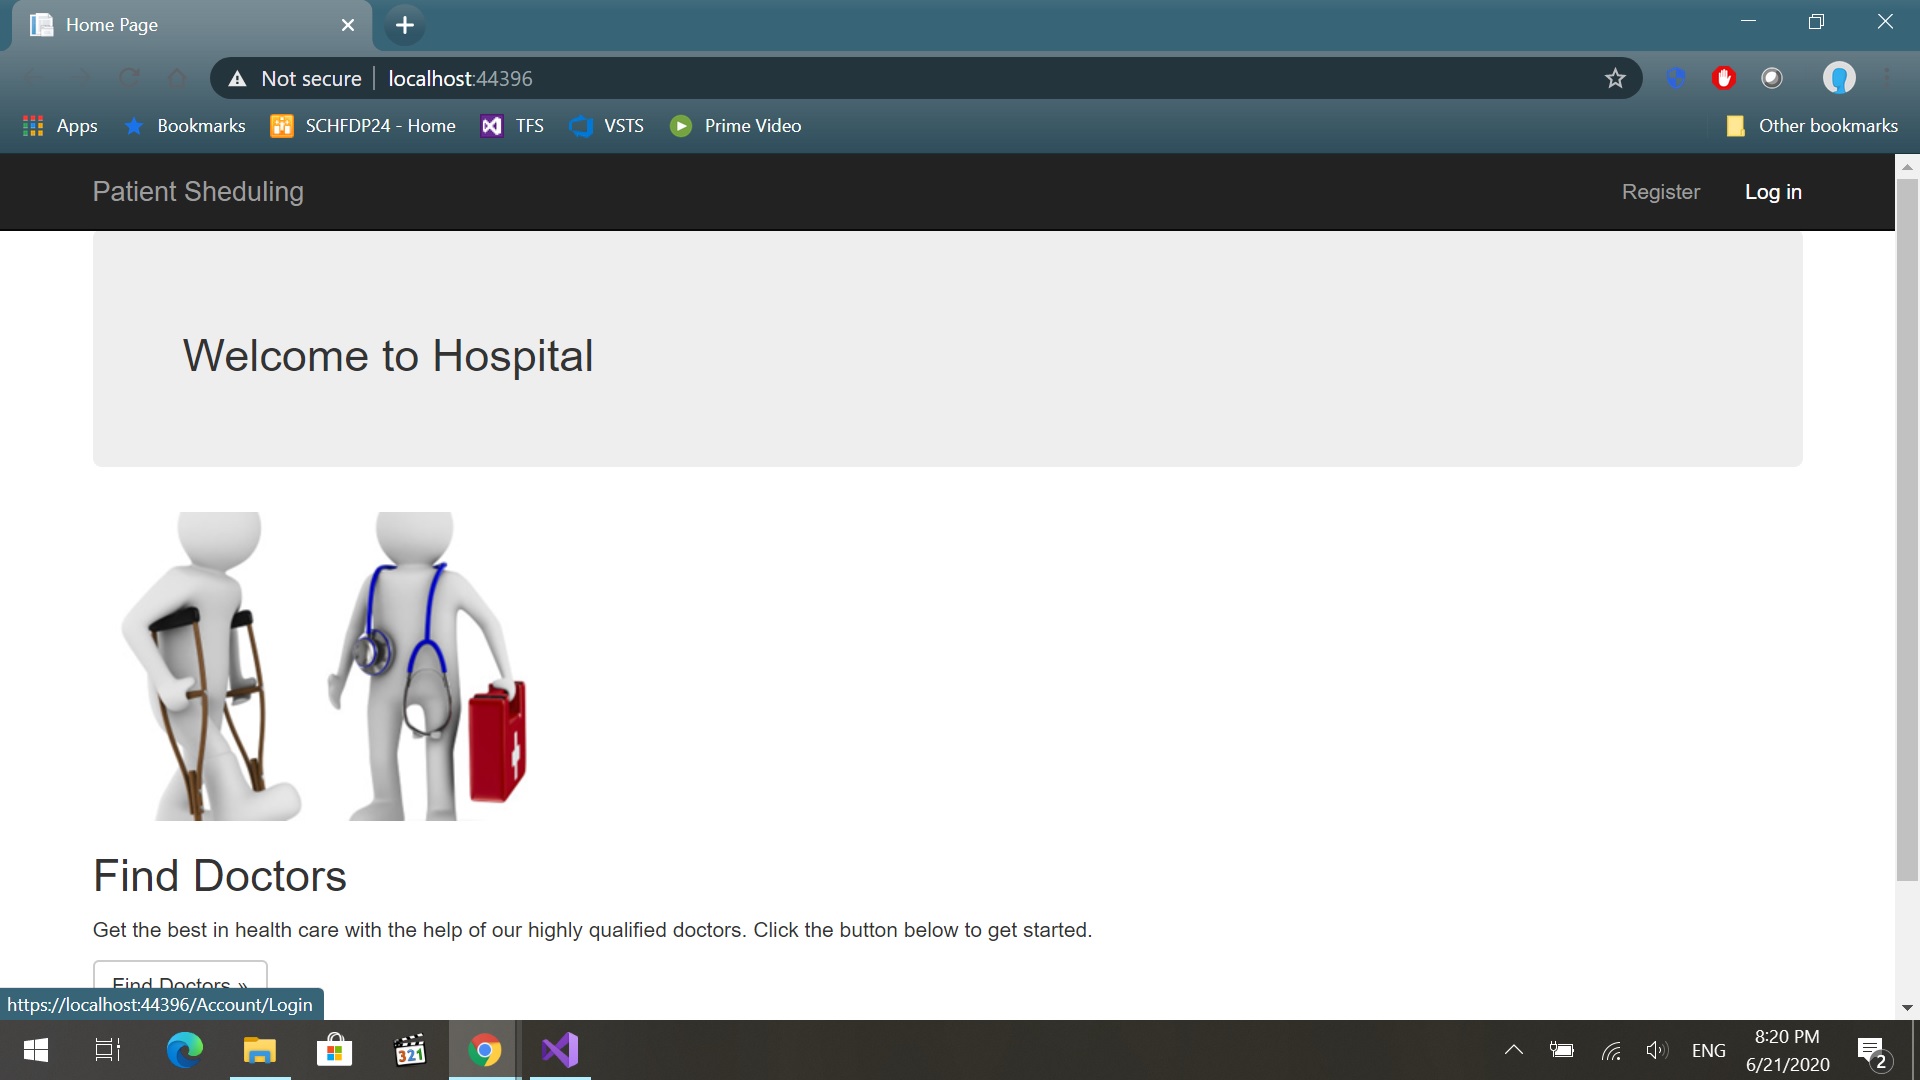 Home Page
Not secure localhost:44396
Apps Bookmarks SCHFDP24 - Home TFS VSTS Prime Video Other bookmarks
Patient Sheduling Register Log in
Welcome to Hospital
Find Doctors
Get the best in health care with the help of our highly qualified doctors. Click the button below to get started.
Find Doctors »
https://localhost:44396/Account/Login
321
ENG
8:20 PM
6/21/2020
2